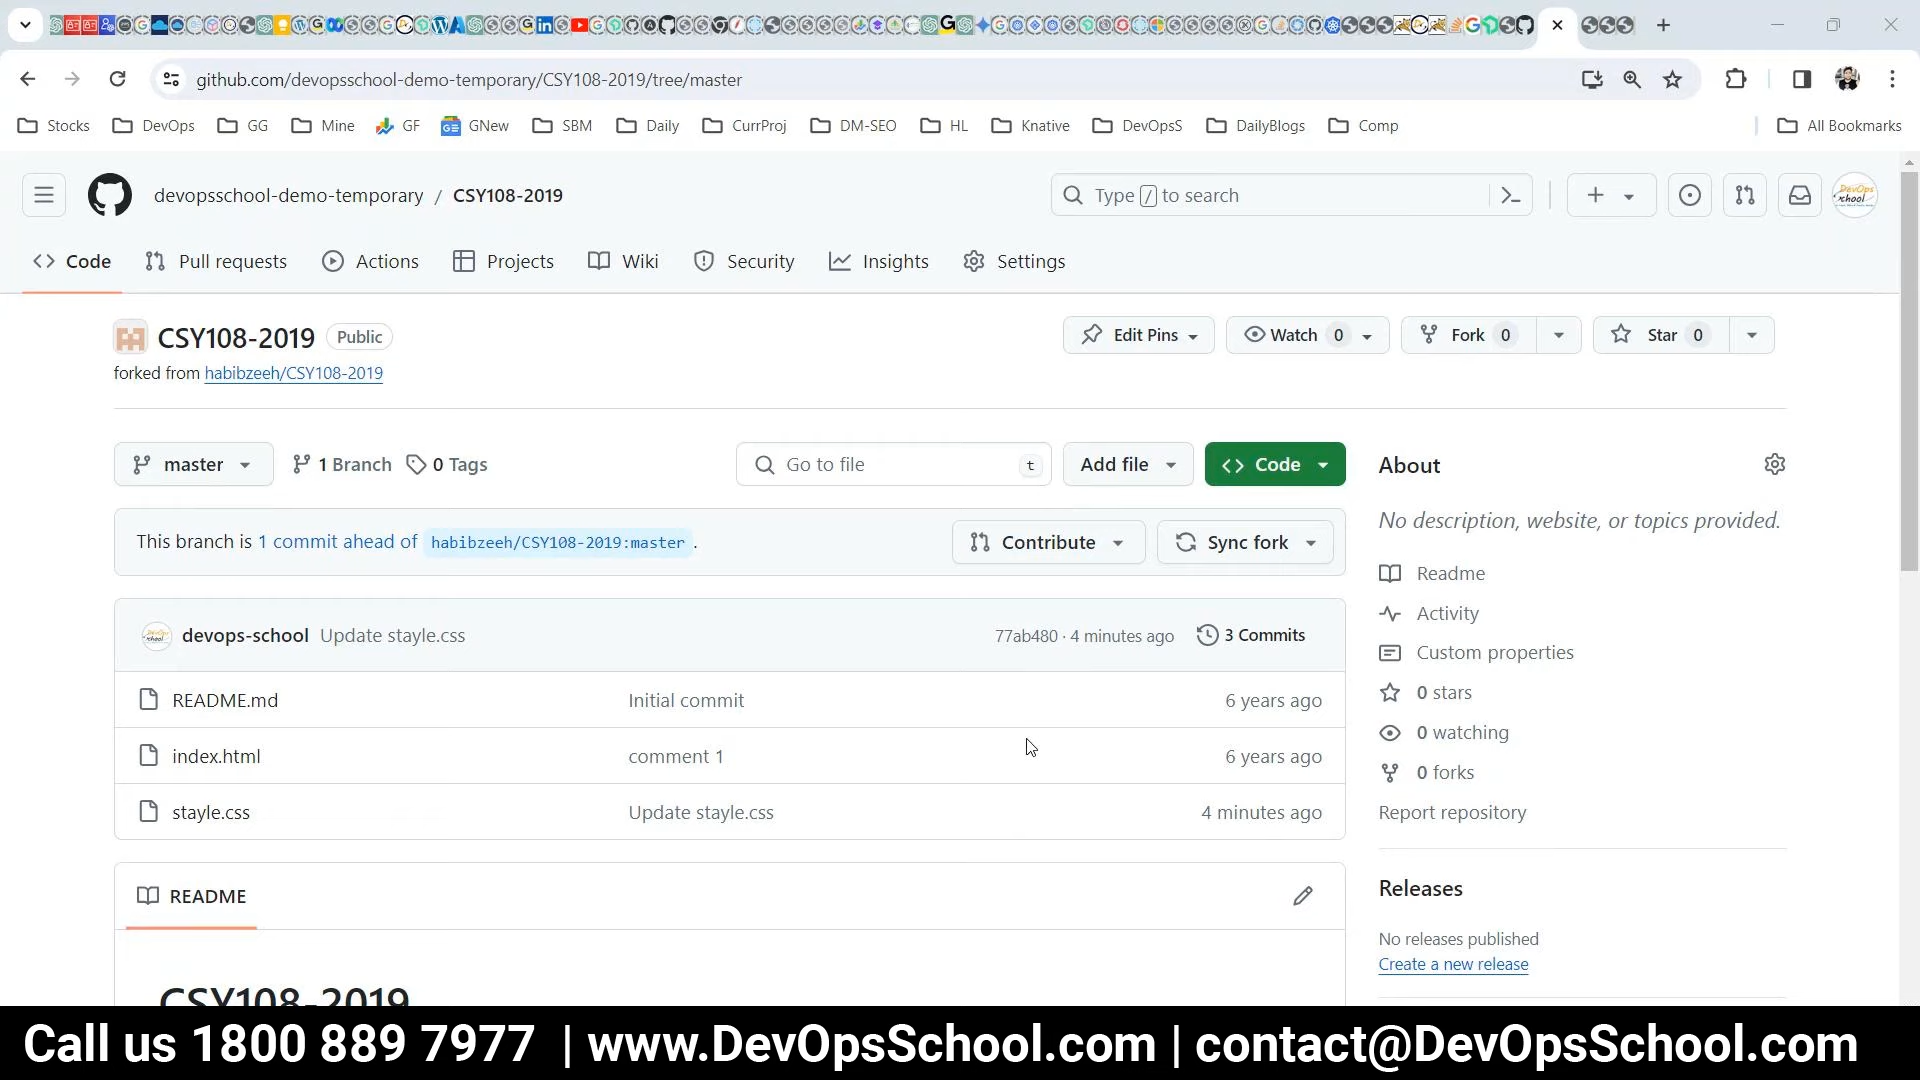 github.com/devopsschool-demo-temporary/CSY108-2019/tree/master
Stocks DevOps GG Mine GF GNew SBM Daily CurrProj DM-SEO HL Knative DevOpsS DailyBlogs Comp All Bookmarks
devopsschool-demo-temporary / CSY108-2019
Type / to search
Code Pull requests Actions Projects Wiki Security Insights Settings
CSY108-2019 Public
Edit Pins Watch 0 Fork 0 Star 0
forked from habibzeeh/CSY108-2019
master 1 Branch 0 Tags
Go to file t Add file Code
About
No description, website, or topics provided.
This branch is 1 commit ahead of habibzeeh/CSY108-2019:master .
Contribute Sync fork
devops-school Update stayle.css 77ab480 · 4 minutes ago 3 Commits
README.md Initial commit 6 years ago
index.html comment 1 6 years ago
stayle.css Update stayle.css 4 minutes ago
Readme
Activity
Custom properties
0 stars
0 watching
0 forks
Report repository
README
CSY108-2019
Releases
No releases published
Create a new release
Call us 1800 889 7977 | www.DevOpsSchool.com | contact@DevOpsSchool.com